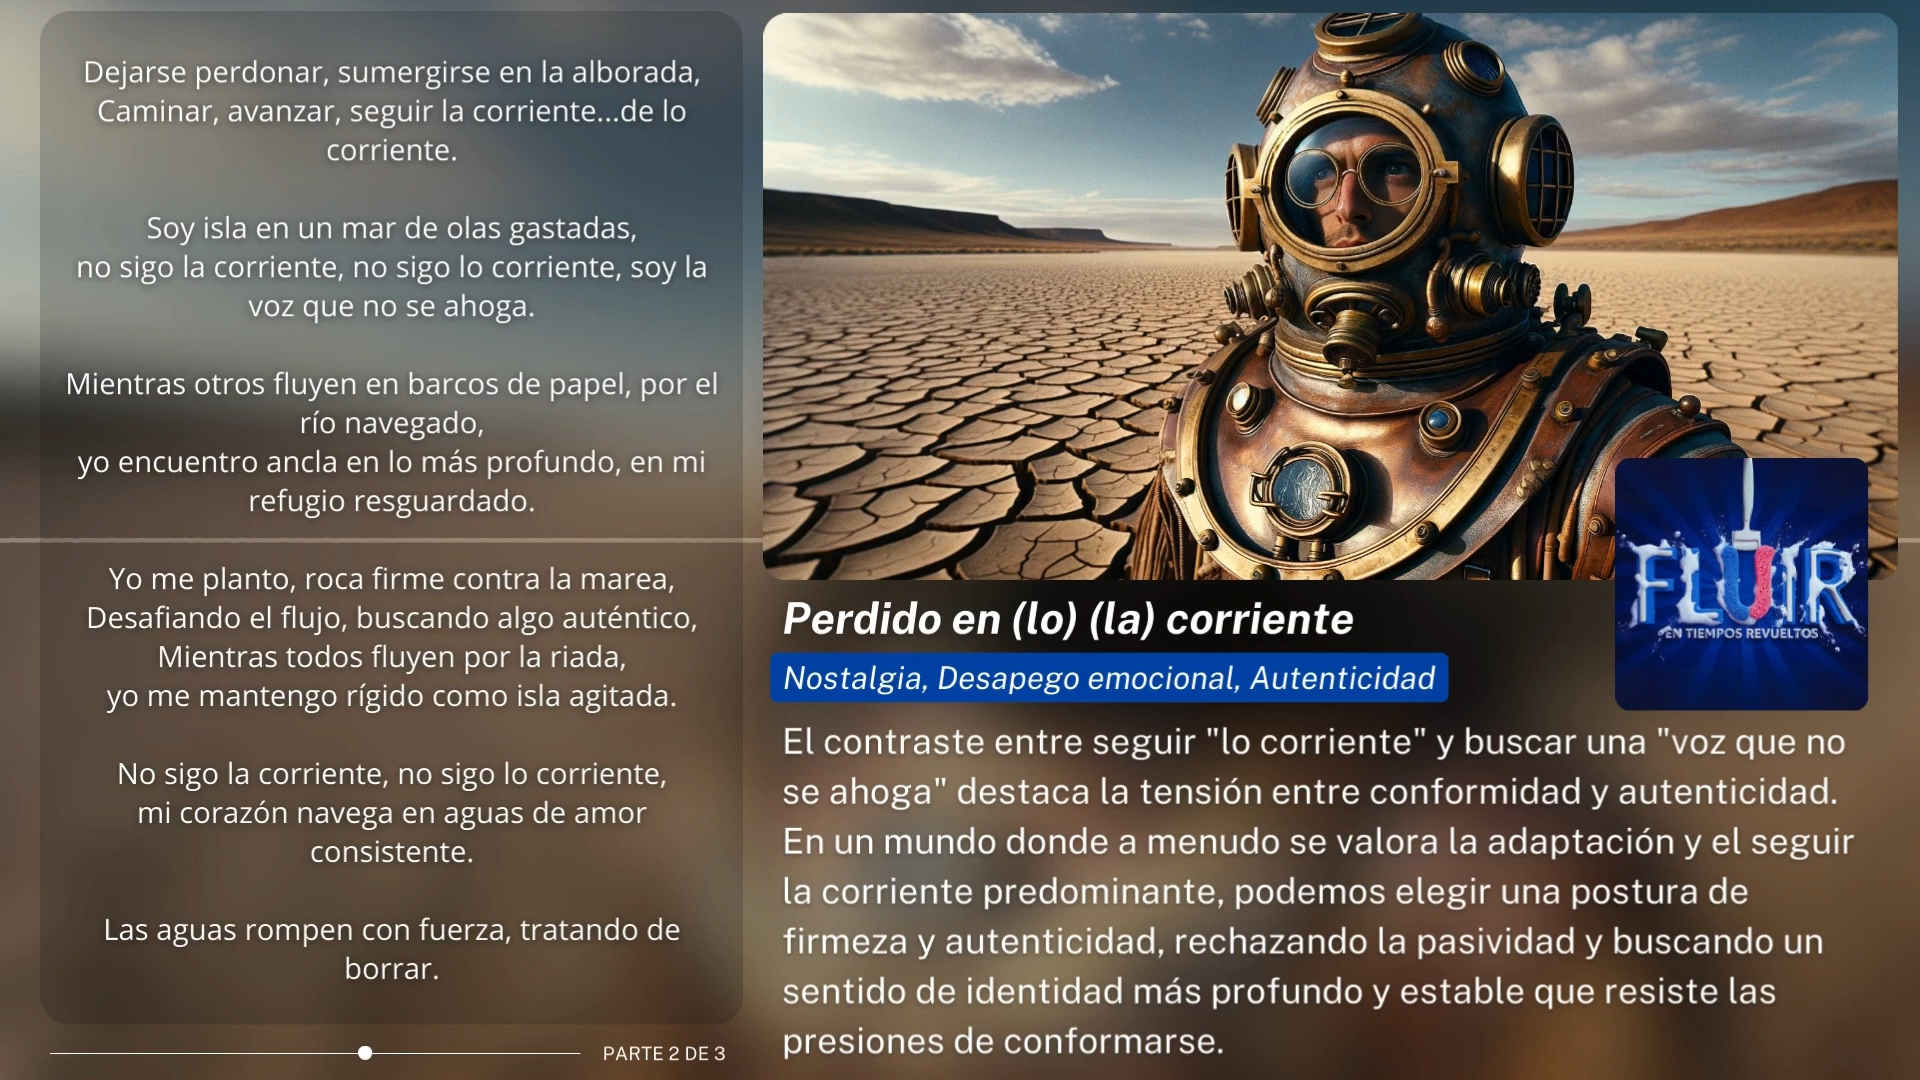 Dejarse perdonar, sumergirse en la alborada,
Caminar, avanzar, seguir la corriente...de lo
corriente.
Soy isla en un mar de olas gastadas,
no sigo la corriente, no sigo lo corriente, soy la
voz que no se ahoga.
Mientras otros fluyen en barcos de papel, por el
río navegado,
yo encuentro ancla en lo más profundo, en mi
refugio resguardado.
Yo me planto, roca firme contra la marea,
Desafiando el flujo, buscando algo auténtico,
Mientras todos fluyen por la riada,
yo me mantengo rígido como isla agitada.
No sigo la corriente, no sigo lo corriente,
mi corazón navega en aguas de amor
consistente.
Las aguas rompen con fuerza, tratando de
borrar.
PARTE 2 DE 3
FLUIR
EN TIEMPOS REVUELTOS
Perdido en (lo) (la) corriente
Nostalgia, Desapego emocional, Autenticidad
El contraste entre seguir "lo corriente" y buscar una "voz que no
se ahoga" destaca la tensión entre conformidad y autenticidad.
En un mundo donde a menudo se valora la adaptación y el seguir
la corriente predominante, podemos elegir una postura de
firmeza y autenticidad, rechazando la pasividad y buscando un
sentido de identidad más profundo y estable que resiste las
presiones de conformarse.